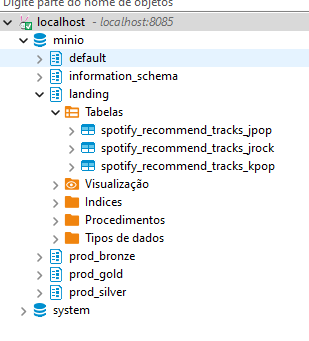 Digite parte do nome de objetos
localhost - localhost:8085
minio
default
information_schema
landing
Tabelas
spotify_recommend_tracks_jpop
spotify_recommend_tracks_jrock
spotify_recommend_tracks_kpop
Visualização
Indices
Procedimentos
Tipos de dados
prod_bronze
prod_gold
prod_silver
system